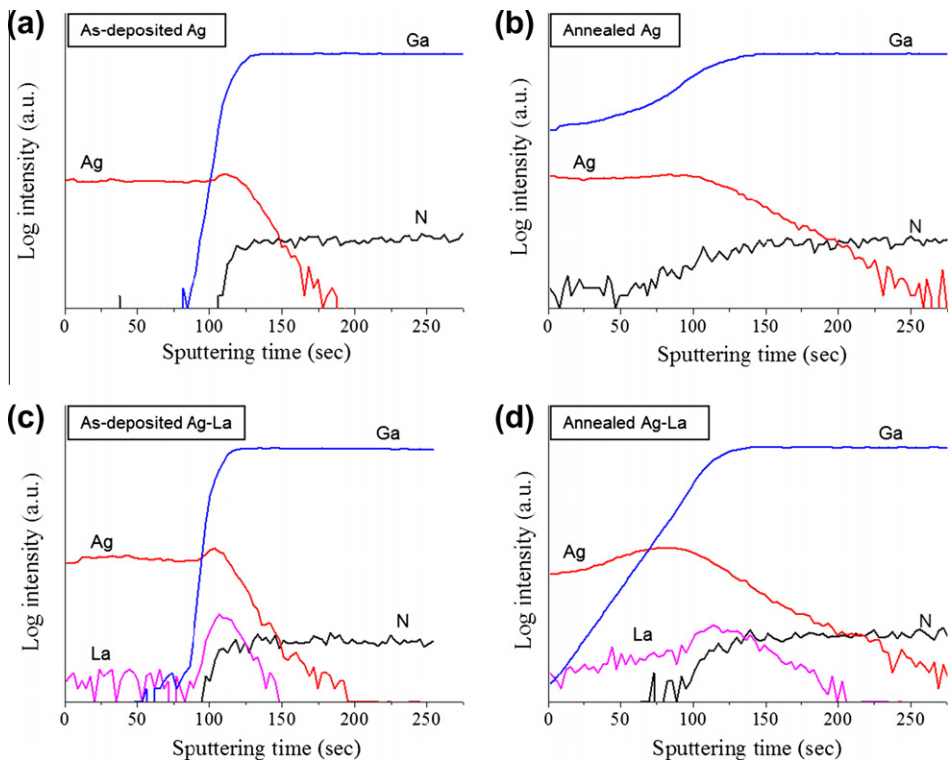 (a)
As-deposited Ag
Ga
Ag
N
Log intensity (a.u.)
0 50 100 150 200 250
Sputtering time (sec)
(b)
Annealed Ag
Ga
Ag
N
Log intensity (a.u.)
0 50 100 150 200 250
Sputtering time (sec)
(c)
As-deposited Ag-La
Ga
Ag
N
La
Log intensity (a.u.)
0 50 100 150 200 250
Sputtering time (sec)
(d)
Annealed Ag-La
Ga
Ag
N
La
Log intensity (a.u.)
0 50 100 150 200 250
Sputtering time (sec)